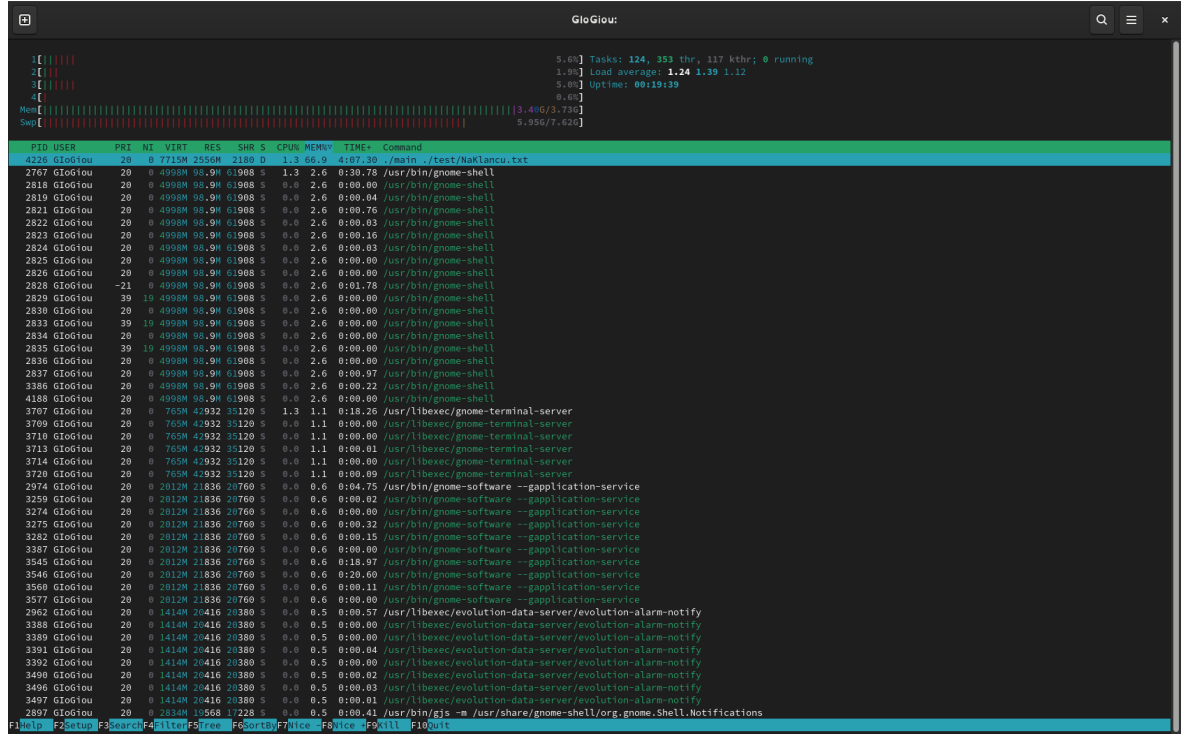 GIoGiou:
1[|||||| 5.6%] Tasks: 124, 353 thr, 117 kthr; 0 running
2[||| 1.9%] Load average: 1.24 1.39 1.12
3[|||||| 5.0%] Uptime: 00:19:39
4[| 0.6%]
Mem[|||||||||||||||||||||||||||||||||||||||||||||||||||||||||||||||||||||||||||||||3.40G/3.73G]
Swp[||||||||||||||||||||||||||||||||||||||||||||||||||||||||||||||||||||||| 5.95G/7.62G]
PID USER PRI NI VIRT RES SHR S CPU% MEM%▽ TIME+ Command
4226 GIoGiou 20 0 7715M 2556M 2180 D 1.3 66.9 4:07.30 ./main ./test/NaKlancu.txt
2767 GIoGiou 20 0 4998M 98.9M 61908 S 1.3 2.6 0:30.78 /usr/bin/gnome-shell
2818 GIoGiou 20 0 4998M 98.9M 61908 S 0.0 2.6 0:00.00 /usr/bin/gnome-shell
2819 GIoGiou 20 0 4998M 98.9M 61908 S 0.0 2.6 0:00.04 /usr/bin/gnome-shell
2821 GIoGiou 20 0 4998M 98.9M 61908 S 0.0 2.6 0:00.76 /usr/bin/gnome-shell
2822 GIoGiou 20 0 4998M 98.9M 61908 S 0.0 2.6 0:00.03 /usr/bin/gnome-shell
2823 GIoGiou 20 0 4998M 98.9M 61908 S 0.0 2.6 0:00.16 /usr/bin/gnome-shell
2824 GIoGiou 20 0 4998M 98.9M 61908 S 0.0 2.6 0:00.03 /usr/bin/gnome-shell
2825 GIoGiou 20 0 4998M 98.9M 61908 S 0.0 2.6 0:00.00 /usr/bin/gnome-shell
2826 GIoGiou 20 0 4998M 98.9M 61908 S 0.0 2.6 0:00.00 /usr/bin/gnome-shell
2828 GIoGiou -21 0 4998M 98.9M 61908 S 0.0 2.6 0:01.78 /usr/bin/gnome-shell
2829 GIoGiou 39 19 4998M 98.9M 61908 S 0.0 2.6 0:00.00 /usr/bin/gnome-shell
2830 GIoGiou 20 0 4998M 98.9M 61908 S 0.0 2.6 0:00.00 /usr/bin/gnome-shell
2833 GIoGiou 39 19 4998M 98.9M 61908 S 0.0 2.6 0:00.00 /usr/bin/gnome-shell
2834 GIoGiou 20 0 4998M 98.9M 61908 S 0.0 2.6 0:00.00 /usr/bin/gnome-shell
2835 GIoGiou 39 19 4998M 98.9M 61908 S 0.0 2.6 0:00.00 /usr/bin/gnome-shell
2836 GIoGiou 20 0 4998M 98.9M 61908 S 0.0 2.6 0:00.00 /usr/bin/gnome-shell
2837 GIoGiou 20 0 4998M 98.9M 61908 S 0.0 2.6 0:00.97 /usr/bin/gnome-shell
3386 GIoGiou 20 0 4998M 98.9M 61908 S 0.0 2.6 0:00.22 /usr/bin/gnome-shell
4188 GIoGiou 20 0 4998M 98.9M 61908 S 0.0 2.6 0:00.00 /usr/bin/gnome-shell
3707 GIoGiou 20 0 765M 42932 35120 S 1.3 1.1 0:18.26 /usr/libexec/gnome-terminal-server
3709 GIoGiou 20 0 765M 42932 35120 S 0.0 1.1 0:00.00 /usr/libexec/gnome-terminal-server
3710 GIoGiou 20 0 765M 42932 35120 S 0.0 1.1 0:00.00 /usr/libexec/gnome-terminal-server
3713 GIoGiou 20 0 765M 42932 35120 S 0.0 1.1 0:00.01 /usr/libexec/gnome-terminal-server
3714 GIoGiou 20 0 765M 42932 35120 S 0.0 1.1 0:00.00 /usr/libexec/gnome-terminal-server
3720 GIoGiou 20 0 765M 42932 35120 S 0.0 1.1 0:00.09 /usr/libexec/gnome-terminal-server
2974 GIoGiou 20 0 2012M 21836 20760 S 0.0 0.6 0:04.75 /usr/bin/gnome-software --gapplication-service
3259 GIoGiou 20 0 2012M 21836 20760 S 0.0 0.6 0:00.02 /usr/bin/gnome-software --gapplication-service
3274 GIoGiou 20 0 2012M 21836 20760 S 0.0 0.6 0:00.00 /usr/bin/gnome-software --gapplication-service
3275 GIoGiou 20 0 2012M 21836 20760 S 0.0 0.6 0:00.32 /usr/bin/gnome-software --gapplication-service
3282 GIoGiou 20 0 2012M 21836 20760 S 0.0 0.6 0:00.15 /usr/bin/gnome-software --gapplication-service
3387 GIoGiou 20 0 2012M 21836 20760 S 0.0 0.6 0:00.00 /usr/bin/gnome-software --gapplication-service
3545 GIoGiou 20 0 2012M 21836 20760 S 0.0 0.6 0:18.97 /usr/bin/gnome-software --gapplication-service
3546 GIoGiou 20 0 2012M 21836 20760 S 0.0 0.6 0:20.60 /usr/bin/gnome-software --gapplication-service
3560 GIoGiou 20 0 2012M 21836 20760 S 0.0 0.6 0:00.11 /usr/bin/gnome-software --gapplication-service
3577 GIoGiou 20 0 2012M 21836 20760 S 0.0 0.6 0:00.00 /usr/bin/gnome-software --gapplication-service
2962 GIoGiou 20 0 1414M 20416 20380 S 0.0 0.5 0:00.57 /usr/libexec/evolution-data-server/evolution-alarm-notify
3388 GIoGiou 20 0 1414M 20416 20380 S 0.0 0.5 0:00.00 /usr/libexec/evolution-data-server/evolution-alarm-notify
3389 GIoGiou 20 0 1414M 20416 20380 S 0.0 0.5 0:00.00 /usr/libexec/evolution-data-server/evolution-alarm-notify
3391 GIoGiou 20 0 1414M 20416 20380 S 0.0 0.5 0:00.04 /usr/libexec/evolution-data-server/evolution-alarm-notify
3392 GIoGiou 20 0 1414M 20416 20380 S 0.0 0.5 0:00.00 /usr/libexec/evolution-data-server/evolution-alarm-notify
3490 GIoGiou 20 0 1414M 20416 20380 S 0.0 0.5 0:00.02 /usr/libexec/evolution-data-server/evolution-alarm-notify
3496 GIoGiou 20 0 1414M 20416 20380 S 0.0 0.5 0:00.03 /usr/libexec/evolution-data-server/evolution-alarm-notify
3497 GIoGiou 20 0 1414M 20416 20380 S 0.0 0.5 0:00.01 /usr/libexec/evolution-data-server/evolution-alarm-notify
2897 GIoGiou 20 0 2834M 19568 17228 S 0.0 0.5 0:00.41 /usr/bin/gjs -m /usr/share/gnome-shell/org.gnome.Shell.Notifications
F1Help F2Setup F3SearchF4FilterF5Tree F6SortByF7Nice -F8Nice +F9Kill F10Quit